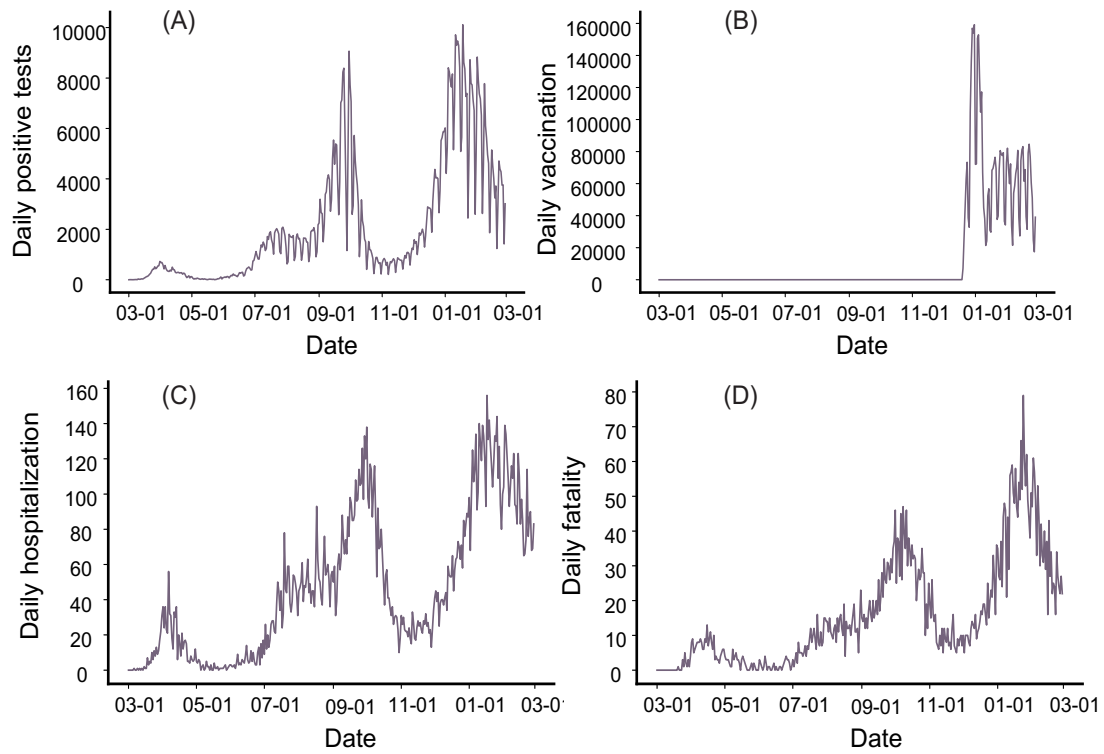 (A)
Daily positive tests
10000
8000
6000
4000
2000
0
03-01 05-01 07-01 09-01 11-01 01-01 03-01
Date
(B)
Daily vaccination
160000
140000
120000
100000
80000
60000
40000
20000
0
03-01 05-01 07-01 09-01 11-01 01-01 03-01
Date
(C)
Daily hospitalization
160
140
120
100
80
60
40
20
0
03-01 05-01 07-01 09-01 11-01 01-01 03-01
Date
(D)
Daily fatality
80
70
60
50
40
30
20
10
0
03-01 05-01 07-01 09-01 11-01 01-01 03-01
Date